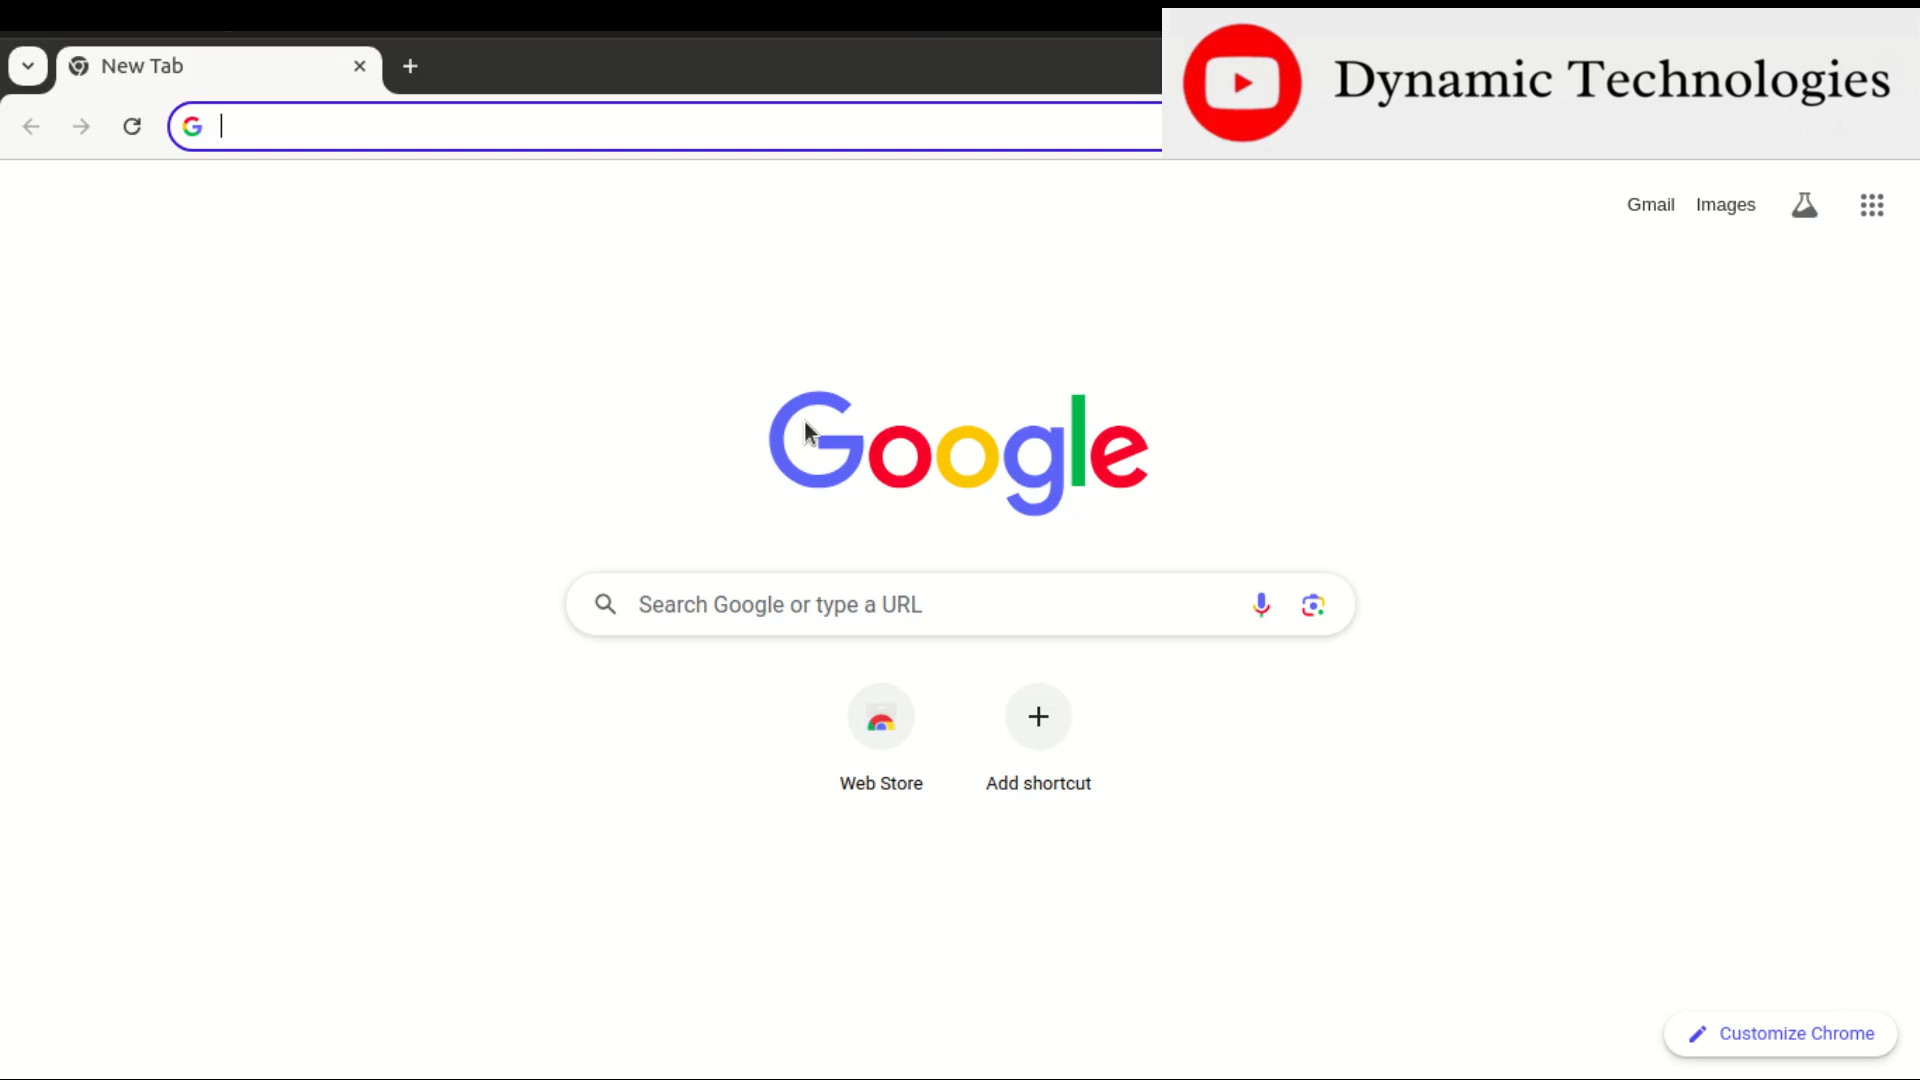 New Tab
Dynamic Technologies
Gmail Images
Google
Search Google or type a URL
Web Store Add shortcut
Customize Chrome